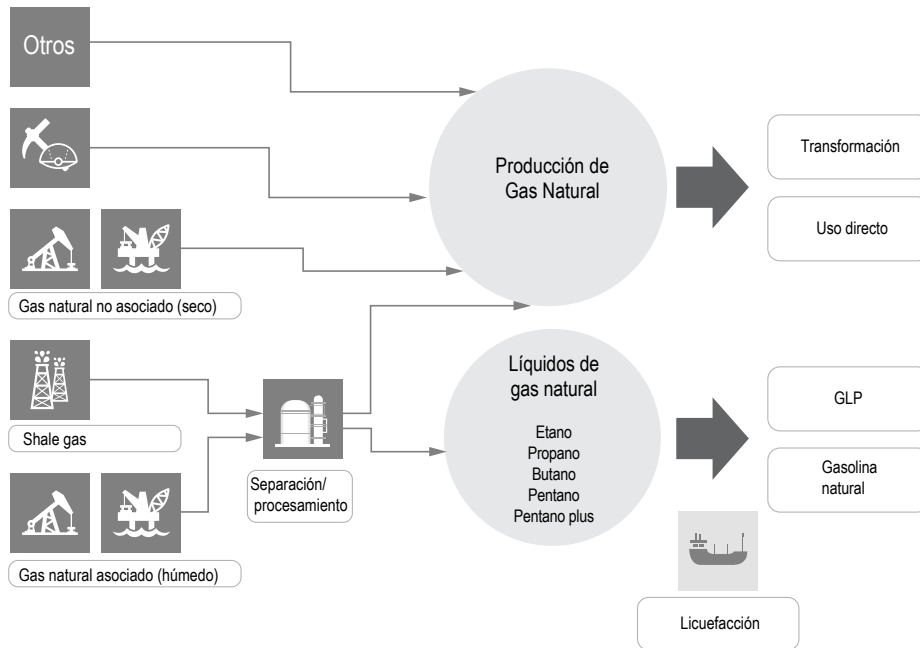 Otros
Gas natural no asociado (seco)
Shale gas
Gas natural asociado (húmedo)
Separación/
procesamiento
Producción de
Gas Natural
Líquidos de
gas natural
Etano
Propano
Butano
Pentano
Pentano plus
Transformación
Uso directo
GLP
Gasolina
natural
Licuefacción